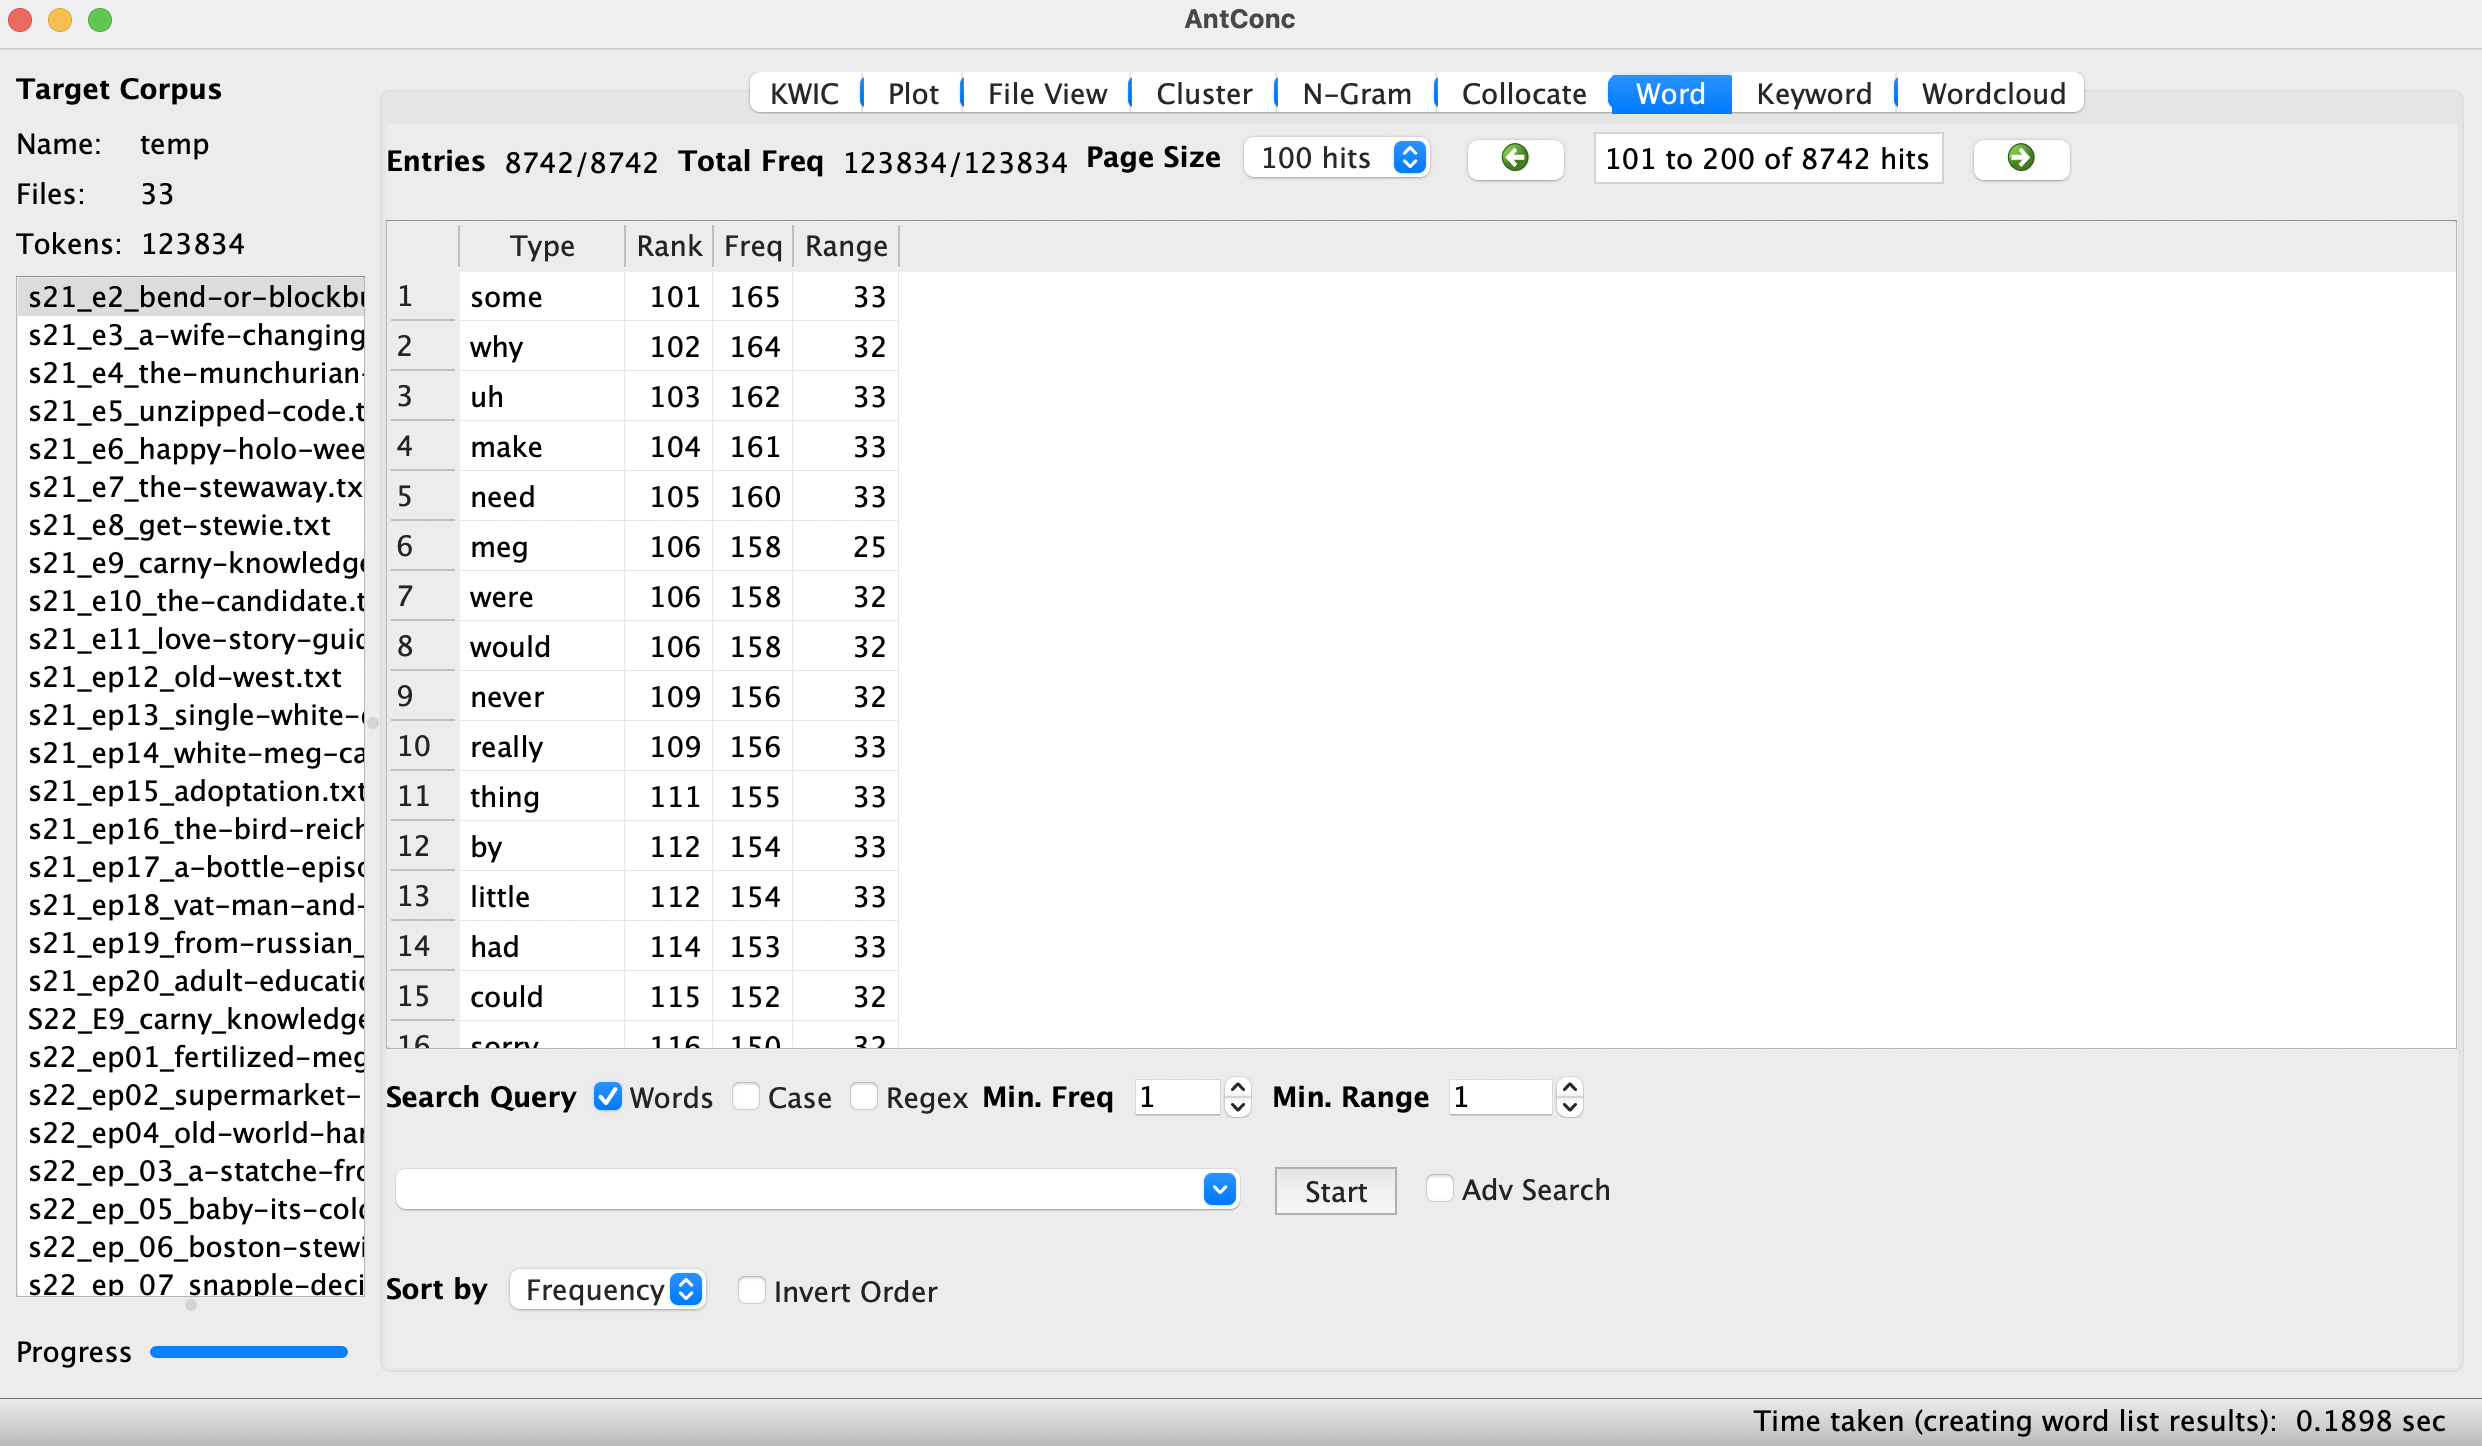 AntConc
Target Corpus
Name: temp
Files: 33
Tokens: 123834
s21_e2_bend-or-blockbu
s21_e3_a-wife-changing
s21_e4_the-munchurian-
s21_e5_unzipped-code.t
s21_e6_happy-holo-wee
s21_e7_the-stewaway.tx
s21_e8_get-stewie.txt
s21_e9_carny-knowledge
s21_e10_the-candidate.t
s21_e11_love-story-guid
s21_ep12_old-west.txt
s21_ep13_single-white-
s21_ep14_white-meg-ca
s21_ep15_adoptation.txt
s21_ep16_the-bird-reich
s21_ep17_a-bottle-episo
s21_ep18_vat-man-and-
s21_ep19_from-russian_
s21_ep20_adult-educatio
S22_E9_carny_knowledge
s22_ep01_fertilized-meg
s22_ep02_supermarket-
s22_ep04_old-world-har
s22_ep_03_a-statche-fro
s22_ep_05_baby-its-cold
s22_ep_06_boston-stewi
s22_ep_07_snapple-deci
Progress
KWIC Plot File View Cluster N-Gram Collocate Word Keyword Wordcloud
Entries 8742/8742 Total Freq 123834/123834 Page Size 100 hits 101 to 200 of 8742 hits
Type Rank Freq Range
1 some 101 165 33
2 why 102 164 32
3 uh 103 162 33
4 make 104 161 33
5 need 105 160 33
6 meg 106 158 25
7 were 106 158 32
8 would 106 158 32
9 never 109 156 32
10 really 109 156 33
11 thing 111 155 33
12 by 112 154 33
13 little 112 154 33
14 had 114 153 33
15 could 115 152 32
16 sorry 116 150 32
Search Query Words Case Regex Min. Freq 1 Min. Range 1
Start Adv Search
Sort by Frequency Invert Order
Time taken (creating word list results): 0.1898 sec